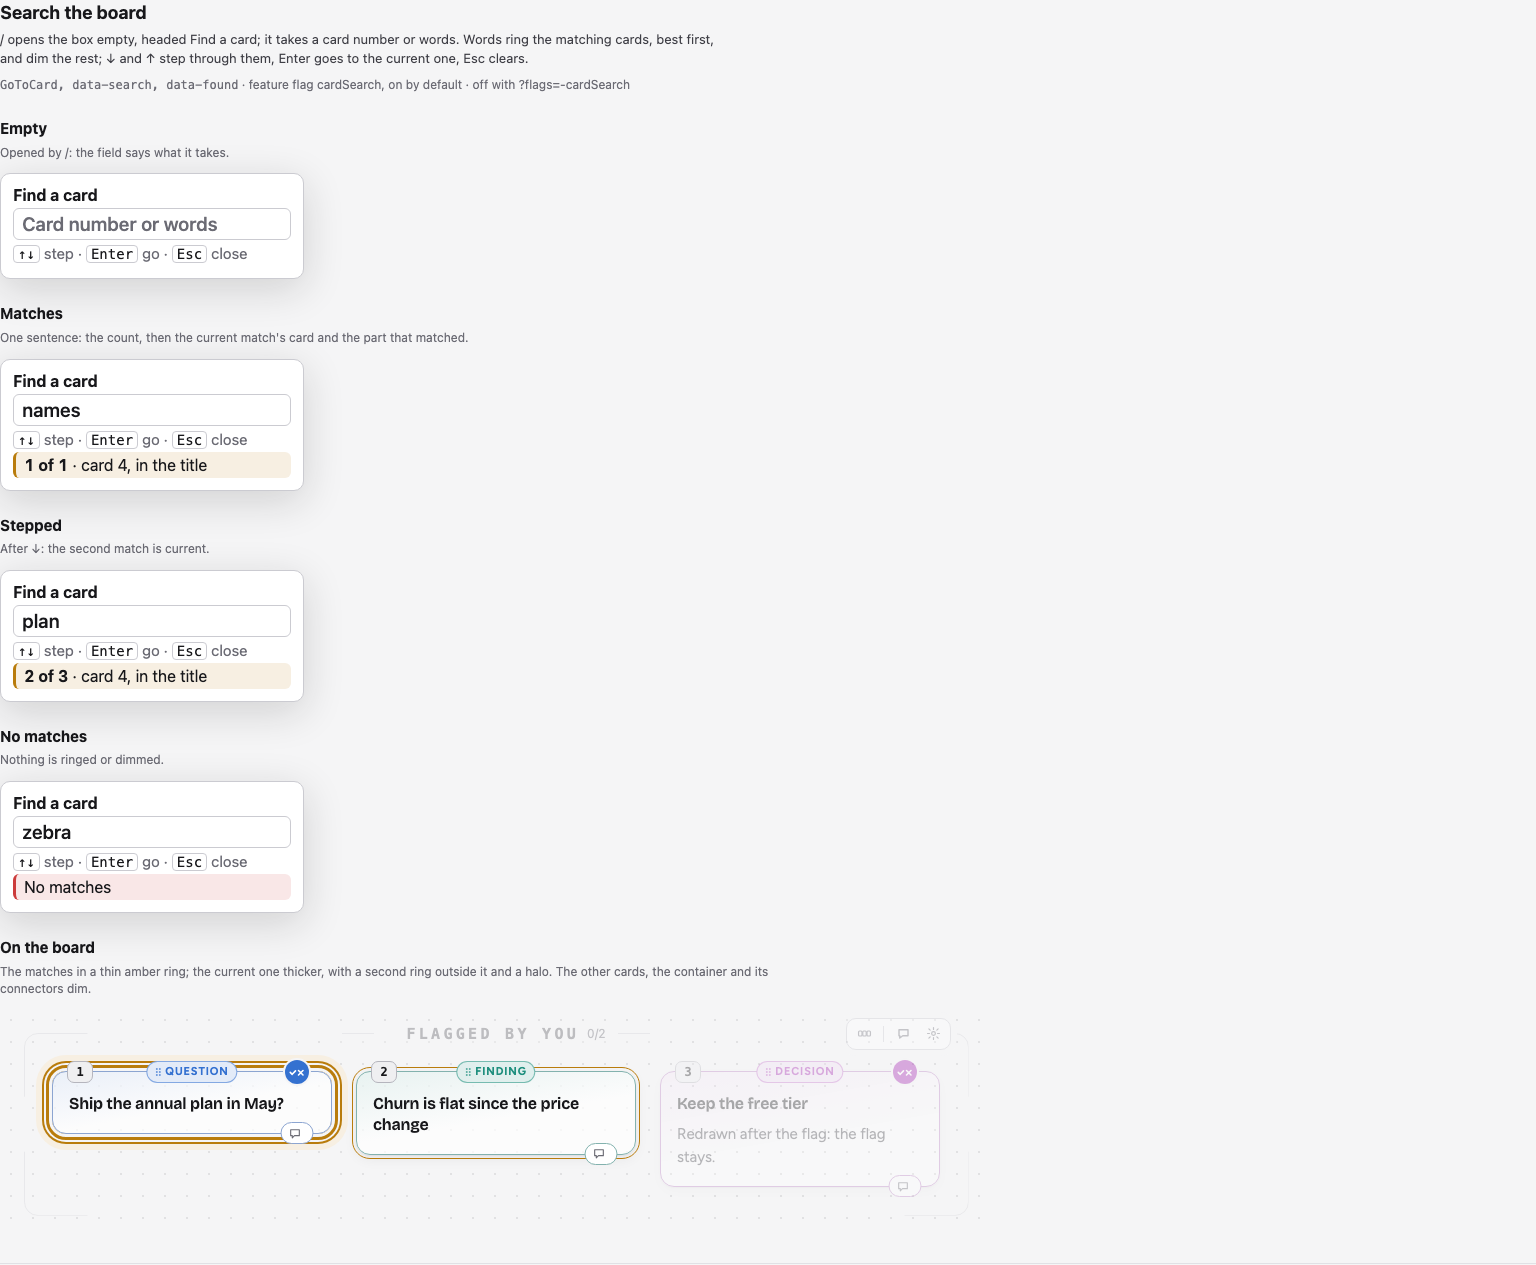 Search the board
/ opens the box empty, headed Find a card; it takes a card number or words. Words ring the matching cards, best first,
and dim the rest; ↓ and ↑ step through them, Enter goes to the current one, Esc clears.
GoToCard, data-search, data-found · feature flag cardSearch, on by default · off with ?flags=-cardSearch
Empty
Opened by /: the field says what it takes.
Find a card
Card number or words
↑↓ step · Enter go · Esc close
Matches
One sentence: the count, then the current match's card and the part that matched.
Find a card
names
↑↓ step · Enter go · Esc close
1 of 1 · card 4, in the title
Stepped
After ↓: the second match is current.
Find a card
plan
↑↓ step · Enter go · Esc close
2 of 3 · card 4, in the title
No matches
Nothing is ringed or dimmed.
Find a card
zebra
↑↓ step · Enter go · Esc close
No matches
On the board
The matches in a thin amber ring; the current one thicker, with a second ring outside it and a halo. The other cards, the container and its
connectors dim.
FLAGGED BY YOU 0/2
1 QUESTION
Ship the annual plan in May?
2 FINDING
Churn is flat since the price
change
3 DECISION
Keep the free tier
Redrawn after the flag: the flag
stays.